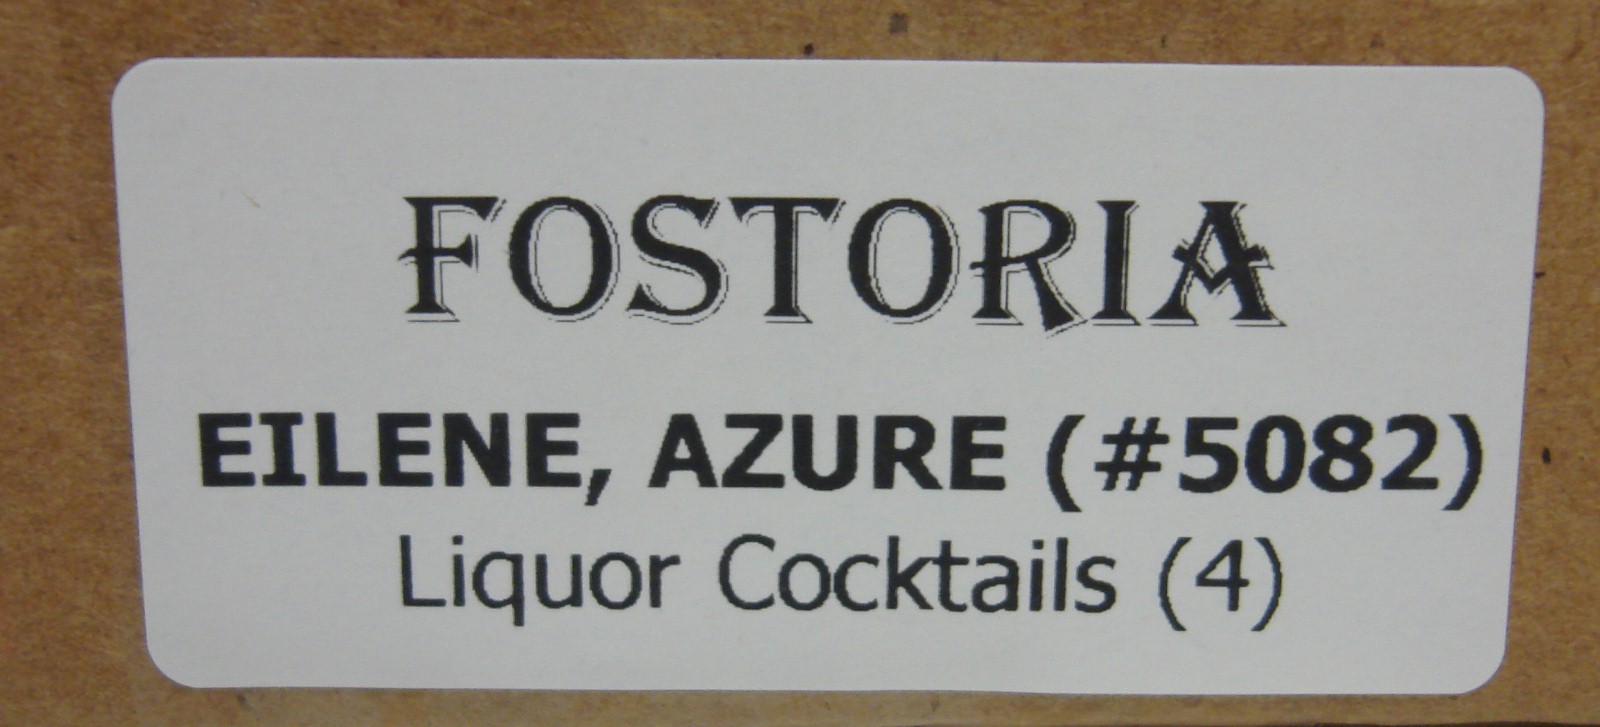 FOSTORIA
EILENE, AZURE (#5082)
Liquor Cocktails (4)